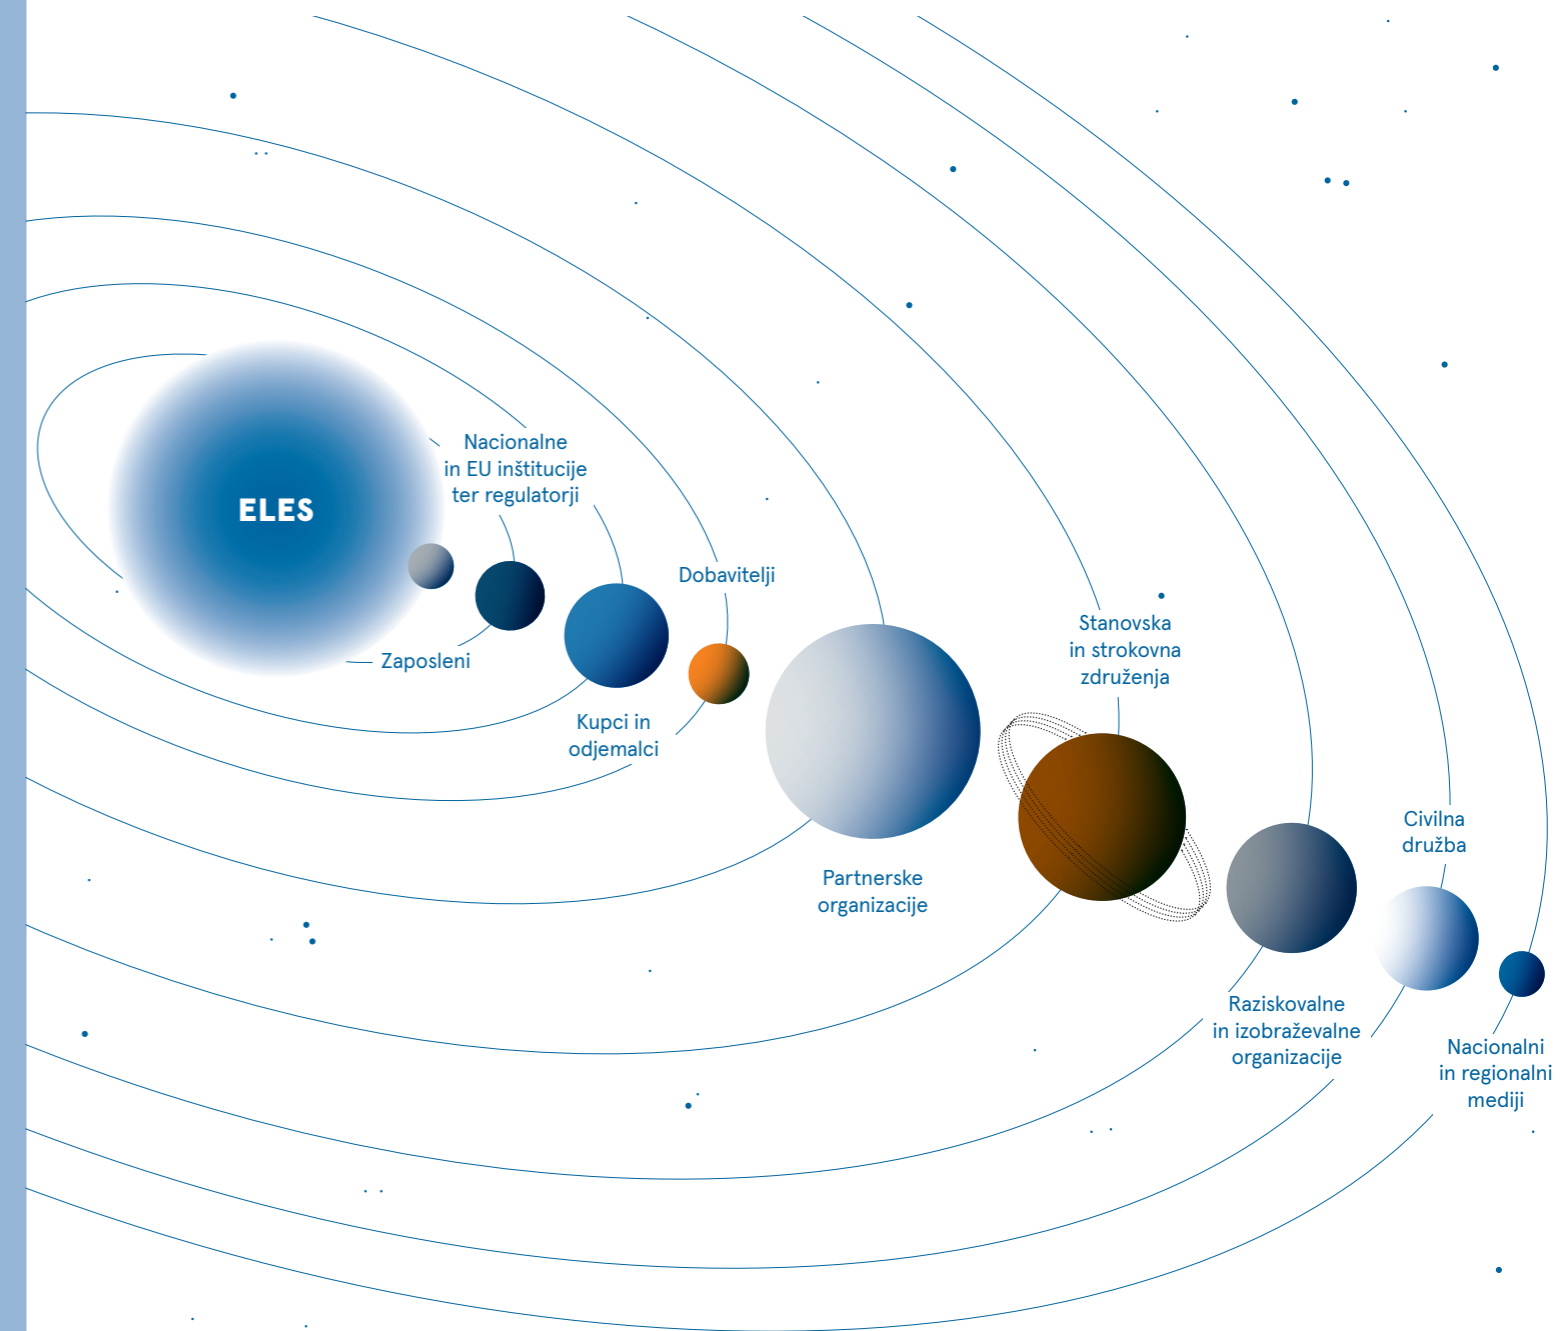 ELES
Nacionalne
in EU inštitucije
ter regulatorji
Zaposleni
Kupci in
odjemalci
Dobavitelji
Partnerske
organizacije
Stanovska
in strokovna
združenja
Raziskovalne
in izobraževalne
organizacije
Civilna
družba
Nacionalni
in regionalni
mediji